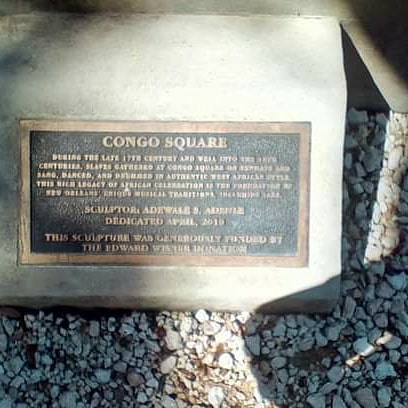 CONGO SQUARE
DURING THE LATE 17TH CENTURY AND WELL INTO THE 18TH
CENTURIES, SLAVES GATHERED AT CONGO SQUARE ON SUNDAYS AND
SANG, DANCED, AND DRUMMED IN AUTHENTIC WEST AFRICAN STYLE.
THIS RICH LEGACY OF AFRICAN CELEBRATION IS THE FOUNDATION OF
NEW ORLEANS' UNIQUE MUSICAL TRADITIONS, INCLUDING JAZZ.
SCULPTOR: ADEWALE S. ADENLE
DEDICATED APRIL, 2010
THIS SCULPTURE WAS GENEROUSLY FUNDED BY
THE EDWARD WISNER DONATION